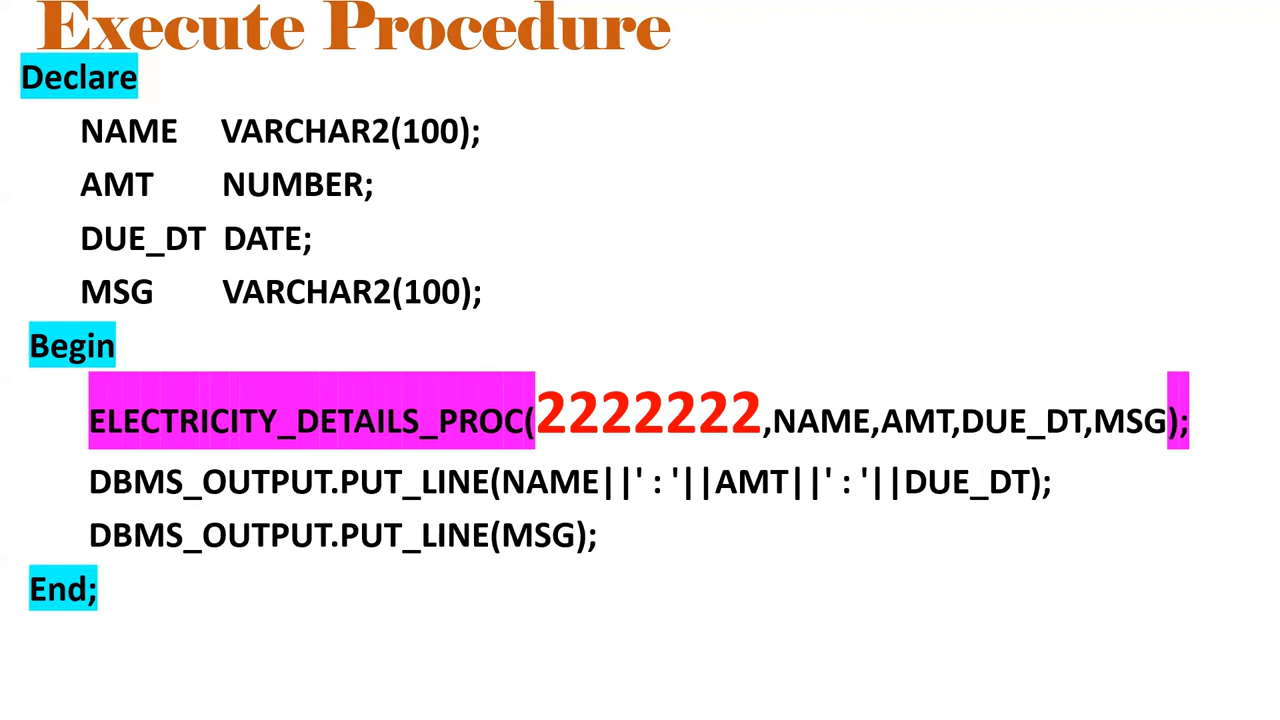 Execute Procedure
Declare
NAME VARCHAR2(100);
AMT NUMBER;
DUE_DT DATE;
MSG VARCHAR2(100);
Begin
ELECTRICITY_DETAILS_PROC(2222222,NAME,AMT,DUE_DT,MSG);
DBMS_OUTPUT.PUT_LINE(NAME||' : '||AMT||' : '||DUE_DT);
DBMS_OUTPUT.PUT_LINE(MSG);
End;